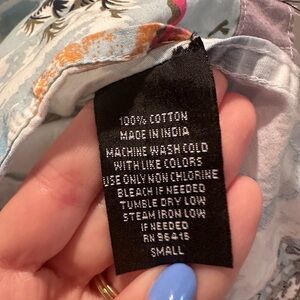 100% COTTON
MADE IN INDIA
MACHINE WASH COLD
WITH LIKE COLORS
USE ONLY NON CHLORINE
BLEACH IF NEEDED
TUMBLE DRY LOW
STEAM IRON LOW
IF NEEDED
RN 96415
SMALL